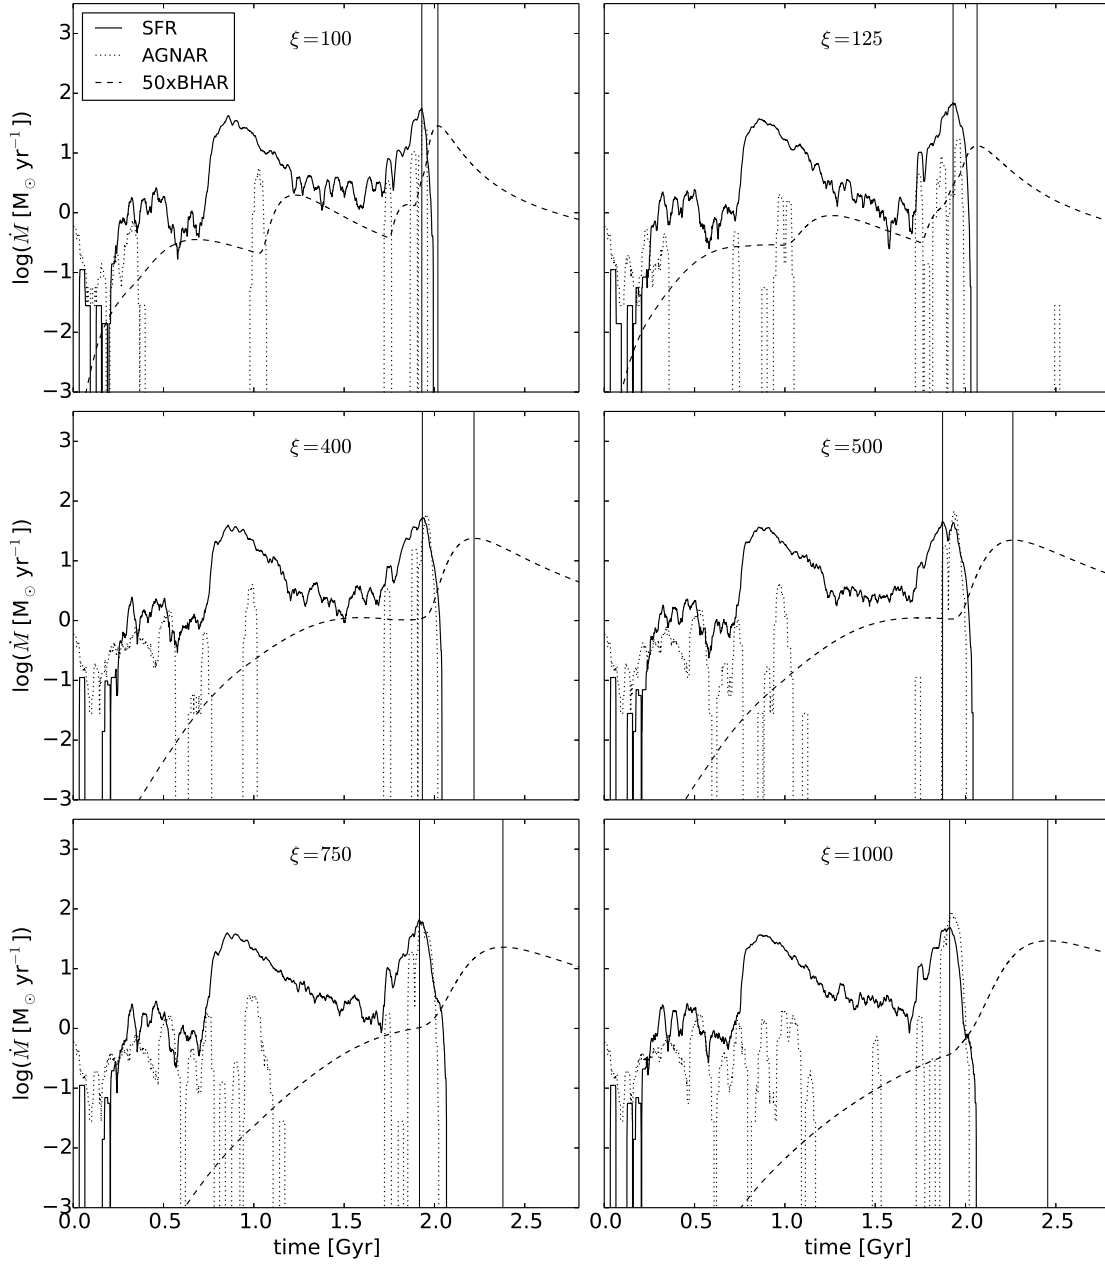 SFR
AGNAR
50xBHAR
ξ=100
ξ=125
3
2
1
0
−1
−2
−3
log(Ṁ [M⊙ yr⁻¹])
ξ=400
ξ=500
3
2
1
0
−1
−2
−3
log(Ṁ [M⊙ yr⁻¹])
ξ=750
ξ=1000
3
2
1
0
−1
−2
−3
log(Ṁ [M⊙ yr⁻¹])
0.0 0.5 1.0 1.5 2.0 2.5 0.0 0.5 1.0 1.5 2.0 2.5
time [Gyr] time [Gyr]